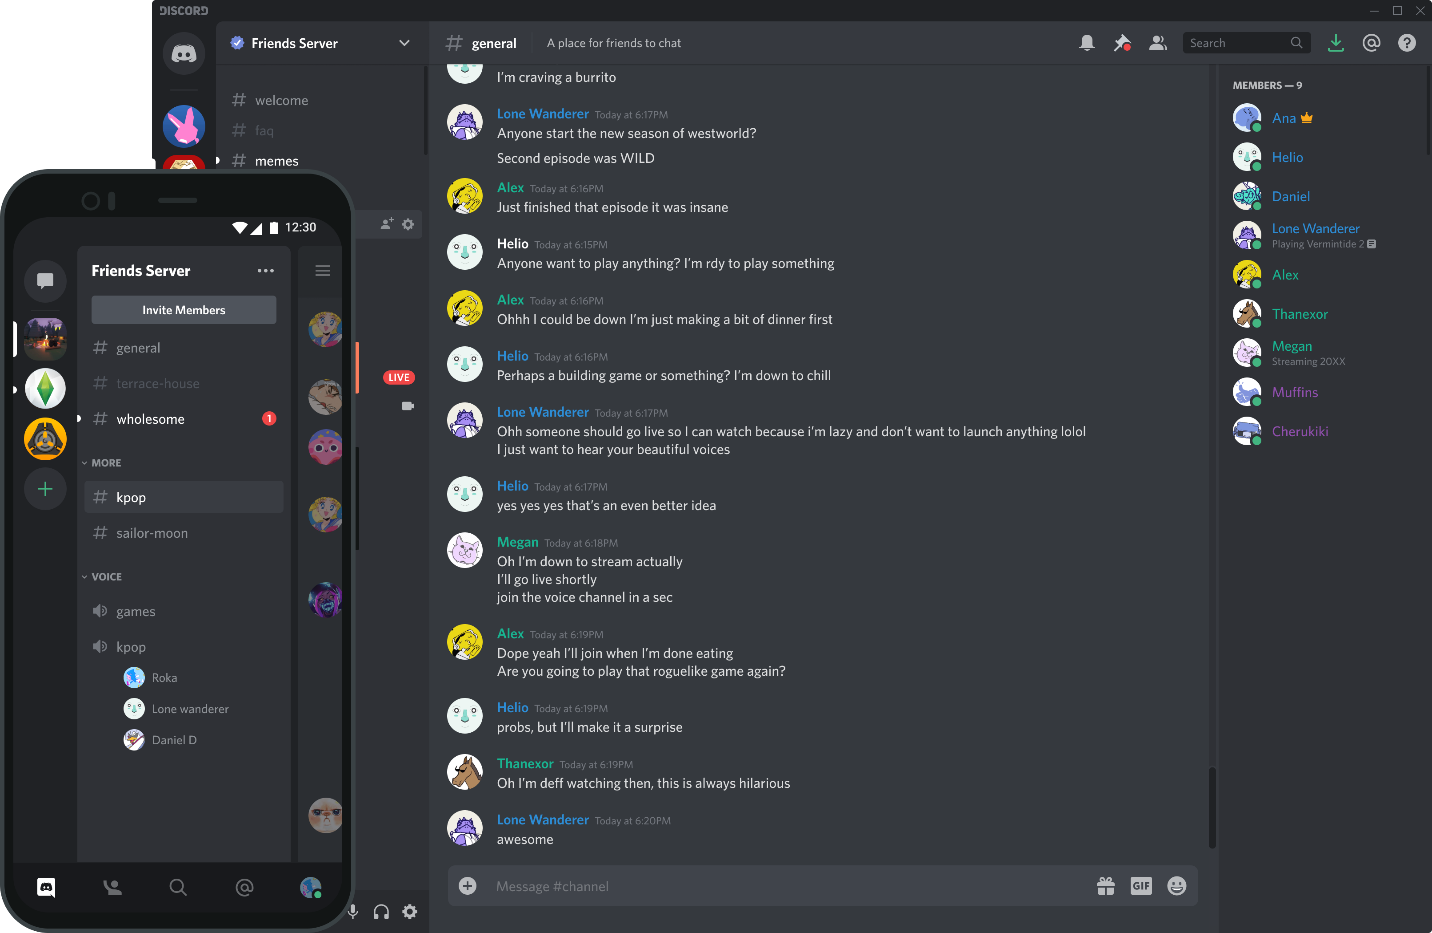 DISCORD
Friends Server
# general
A place for friends to chat
Search
# welcome
# faq
# memes
LIVE
I'm craving a burrito
Lone Wanderer Today at 6:17PM
Anyone start the new season of westworld?
Second episode was WILD
Alex Today at 6:16PM
Just finished that episode it was insane
Helio Today at 6:15PM
Anyone want to play anything? I'm rdy to play something
Alex Today at 6:16PM
Ohhh I could be down I'm just making a bit of dinner first
Helio Today at 6:16PM
Perhaps a building game or something? I'm down to chill
Lone Wanderer Today at 6:17PM
Ohh someone should go live so I can watch because i'm lazy and don't want to launch anything lolol
I just want to hear your beautiful voices
Helio Today at 6:17PM
yes yes yes that's an even better idea
Megan Today at 6:18PM
Oh I'm down to stream actually
I'll go live shortly
join the voice channel in a sec
Alex Today at 6:19PM
Dope yeah I'll join when I'm done eating
Are you going to play that roguelike game again?
Helio Today at 6:19PM
probs, but I'll make it a surprise
Thanexor Today at 6:19PM
Oh I'm deff watching then, this is always hilarious
Lone Wanderer Today at 6:20PM
awesome
Message #channel
GIF
MEMBERS — 9
Ana
Helio
Daniel
Lone Wanderer
Playing Vermintide 2
Alex
Thanexor
Megan
Streaming 20XX
Muffins
Cherukiki
12:30
Friends Server
Invite Members
# general
# terrace-house
# wholesome 1
MORE
# kpop
# sailor-moon
VOICE
games
kpop
Roka
Lone wanderer
Daniel D